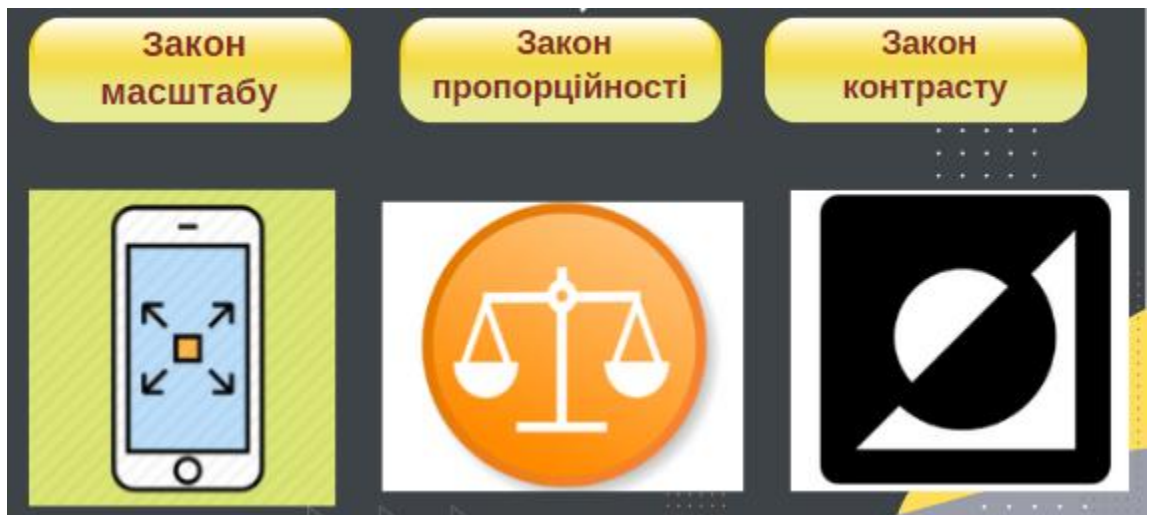 Закон
масштабу
Закон
пропорційності
Закон
контрасту